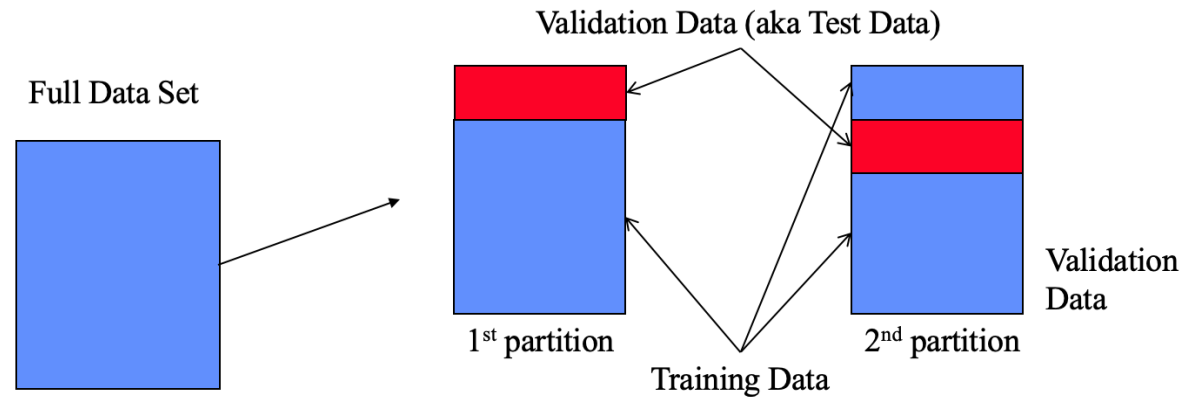 Validation Data (aka Test Data)
Full Data Set
Validation
Data
1st partition
2nd partition
Training Data